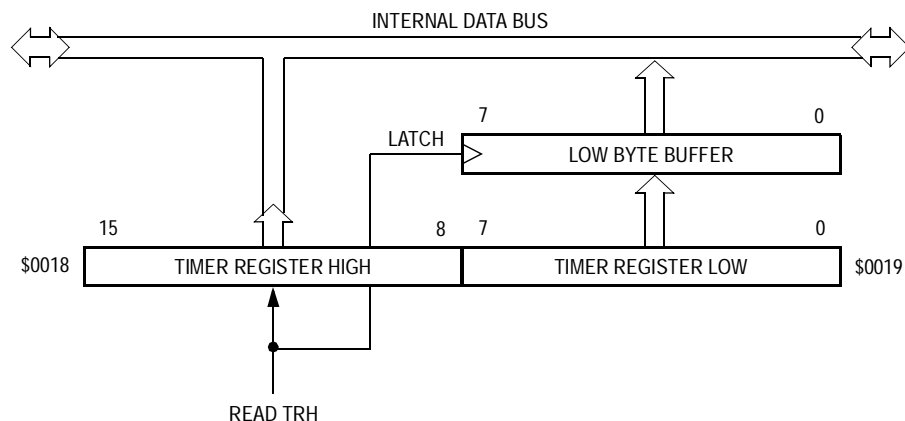 INTERNAL DATA BUS
7 0
LATCH
LOW BYTE BUFFER
15 8 7 0
$0018 TIMER REGISTER HIGH TIMER REGISTER LOW $0019
READ TRH